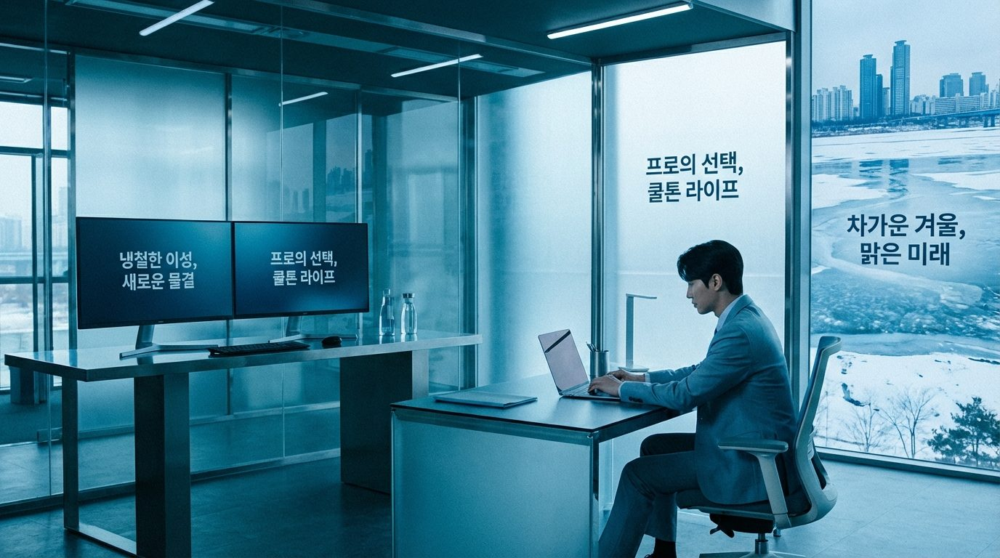 냉철한 이성,
새로운 물결
프로의 선택,
쿨톤 라이프
프로의 선택,
쿨톤 라이프
차가운 겨울,
맑은 미래